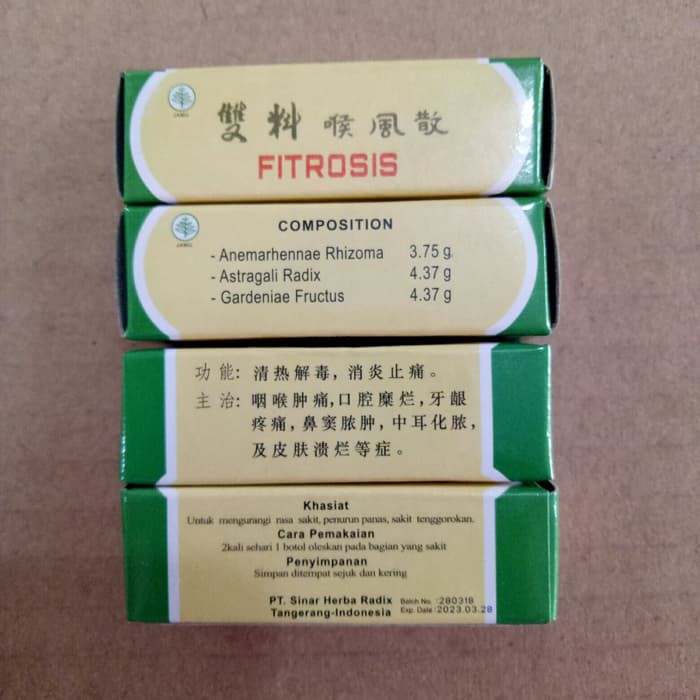 JAMU
雙料喉風散
FITROSIS
JAMU
COMPOSITION
- Anemarhennae Rhizoma 3.75 g
- Astragali Radix 4.37 g
- Gardeniae Fructus 4.37 g
功能: 清热解毒, 消炎止痛。
主治: 咽喉肿痛,口腔糜烂,牙龈
疼痛,鼻窦脓肿,中耳化脓,
及皮肤溃烂等症。
Khasiat
Untuk mengurangi rasa sakit, penurun panas, sakit tenggorokan.
Cara Pemakaian
2kali sehari 1 botol oleskan pada bagian yang sakit
Penyimpanan
Simpan ditempat sejuk dan kering
PT. Sinar Herba Radix Batch No. :280318
Tangerang-Indonesia Exp. Date :2023.03.28